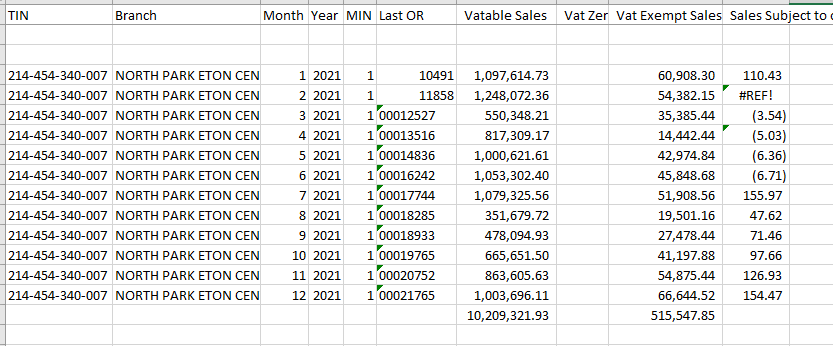 TIN Branch Month Year MIN Last OR Vatable Sales Vat Zer Vat Exempt Sales Sales Subject to
214-454-340-007 NORTH PARK ETON CEN 1 2021 1 10491 1,097,614.73 60,908.30 110.43
214-454-340-007 NORTH PARK ETON CEN 2 2021 1 11858 1,248,072.36 54,382.15 #REF!
214-454-340-007 NORTH PARK ETON CEN 3 2021 1 00012527 550,348.21 35,385.44 (3.54)
214-454-340-007 NORTH PARK ETON CEN 4 2021 1 00013516 817,309.17 14,442.44 (5.03)
214-454-340-007 NORTH PARK ETON CEN 5 2021 1 00014836 1,000,621.61 42,974.84 (6.36)
214-454-340-007 NORTH PARK ETON CEN 6 2021 1 00016242 1,053,302.40 45,848.68 (6.71)
214-454-340-007 NORTH PARK ETON CEN 7 2021 1 00017744 1,079,325.56 51,908.56 155.97
214-454-340-007 NORTH PARK ETON CEN 8 2021 1 00018285 351,679.72 19,501.16 47.62
214-454-340-007 NORTH PARK ETON CEN 9 2021 1 00018933 478,094.93 27,478.44 71.46
214-454-340-007 NORTH PARK ETON CEN 10 2021 1 00019765 665,651.50 41,197.88 97.66
214-454-340-007 NORTH PARK ETON CEN 11 2021 1 00020752 863,605.63 54,875.44 126.93
214-454-340-007 NORTH PARK ETON CEN 12 2021 1 00021765 1,003,696.11 66,644.52 154.47
10,209,321.93 515,547.85